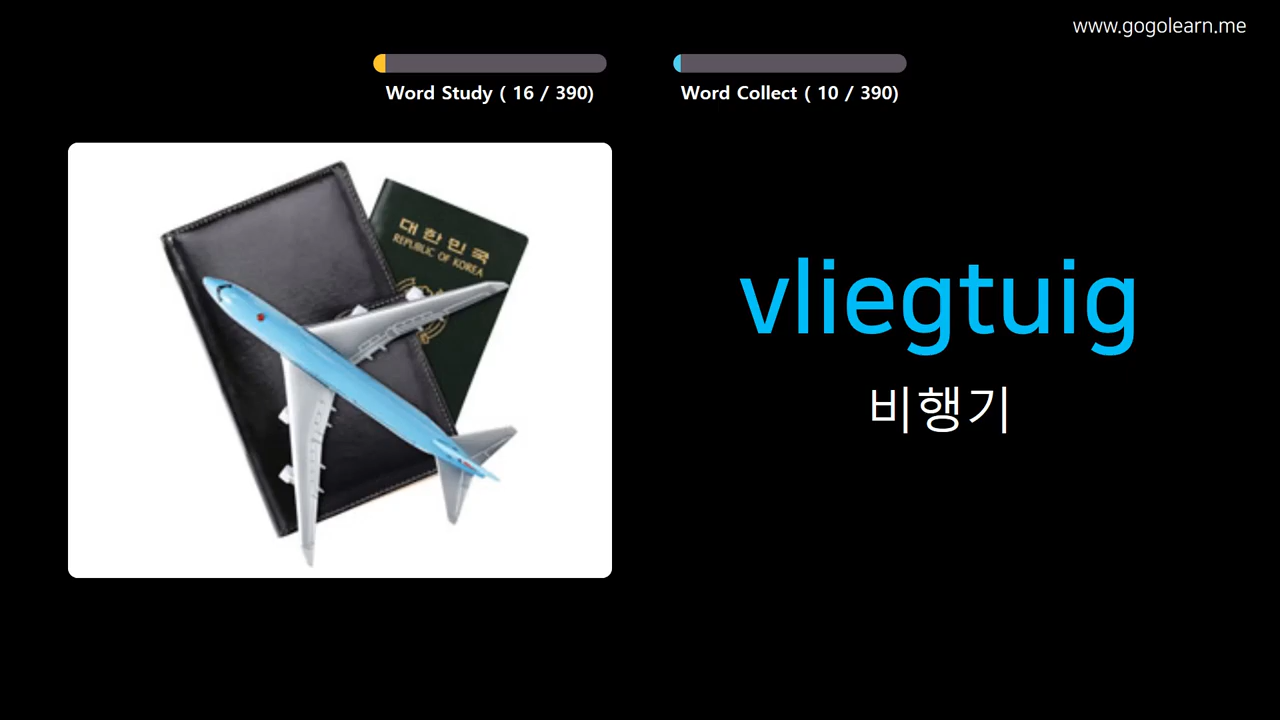 www.gogolearn.me
Word Study ( 16 / 390)
Word Collect ( 10 / 390)
대한민국
REPUBLIC OF KOREA
vliegtuig
비행기